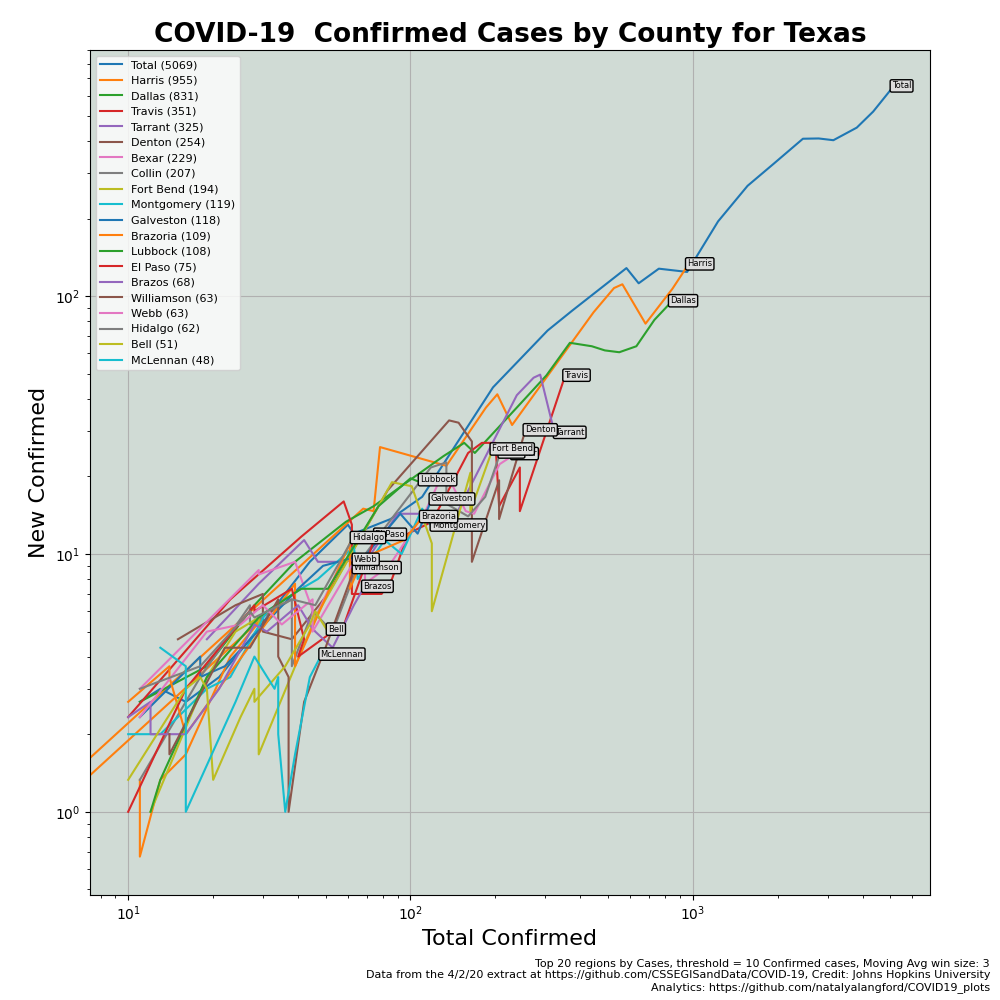 COVID-19  Confirmed Cases by County for Texas
Total (5069)
Harris (955)
Dallas (831)
Travis (351)
Tarrant (325)
Denton (254)
Bexar (229)
Collin (207)
Fort Bend (194)
Montgomery (119)
Galveston (118)
Brazoria (109)
Lubbock (108)
El Paso (75)
Brazos (68)
Williamson (63)
Webb (63)
Hidalgo (62)
Bell (51)
McLennan (48)
Total
Harris
Dallas
Travis
Denton
Tarrant
Fort Bend
Lubbock
Galveston
Brazoria
Montgomery
Hidalgo
Paso
Webb
Williamson
Brazos
Bell
McLennan
New Confirmed
10²
10¹
10⁰
10¹
10²
10³
Total Confirmed
Top 20 regions by Cases, threshold = 10 Confirmed cases, Moving Avg win size: 3
Data from the 4/2/20 extract at https://github.com/CSSEGISandData/COVID-19, Credit: Johns Hopkins University
Analytics: https://github.com/natalyalangford/COVID19_plots